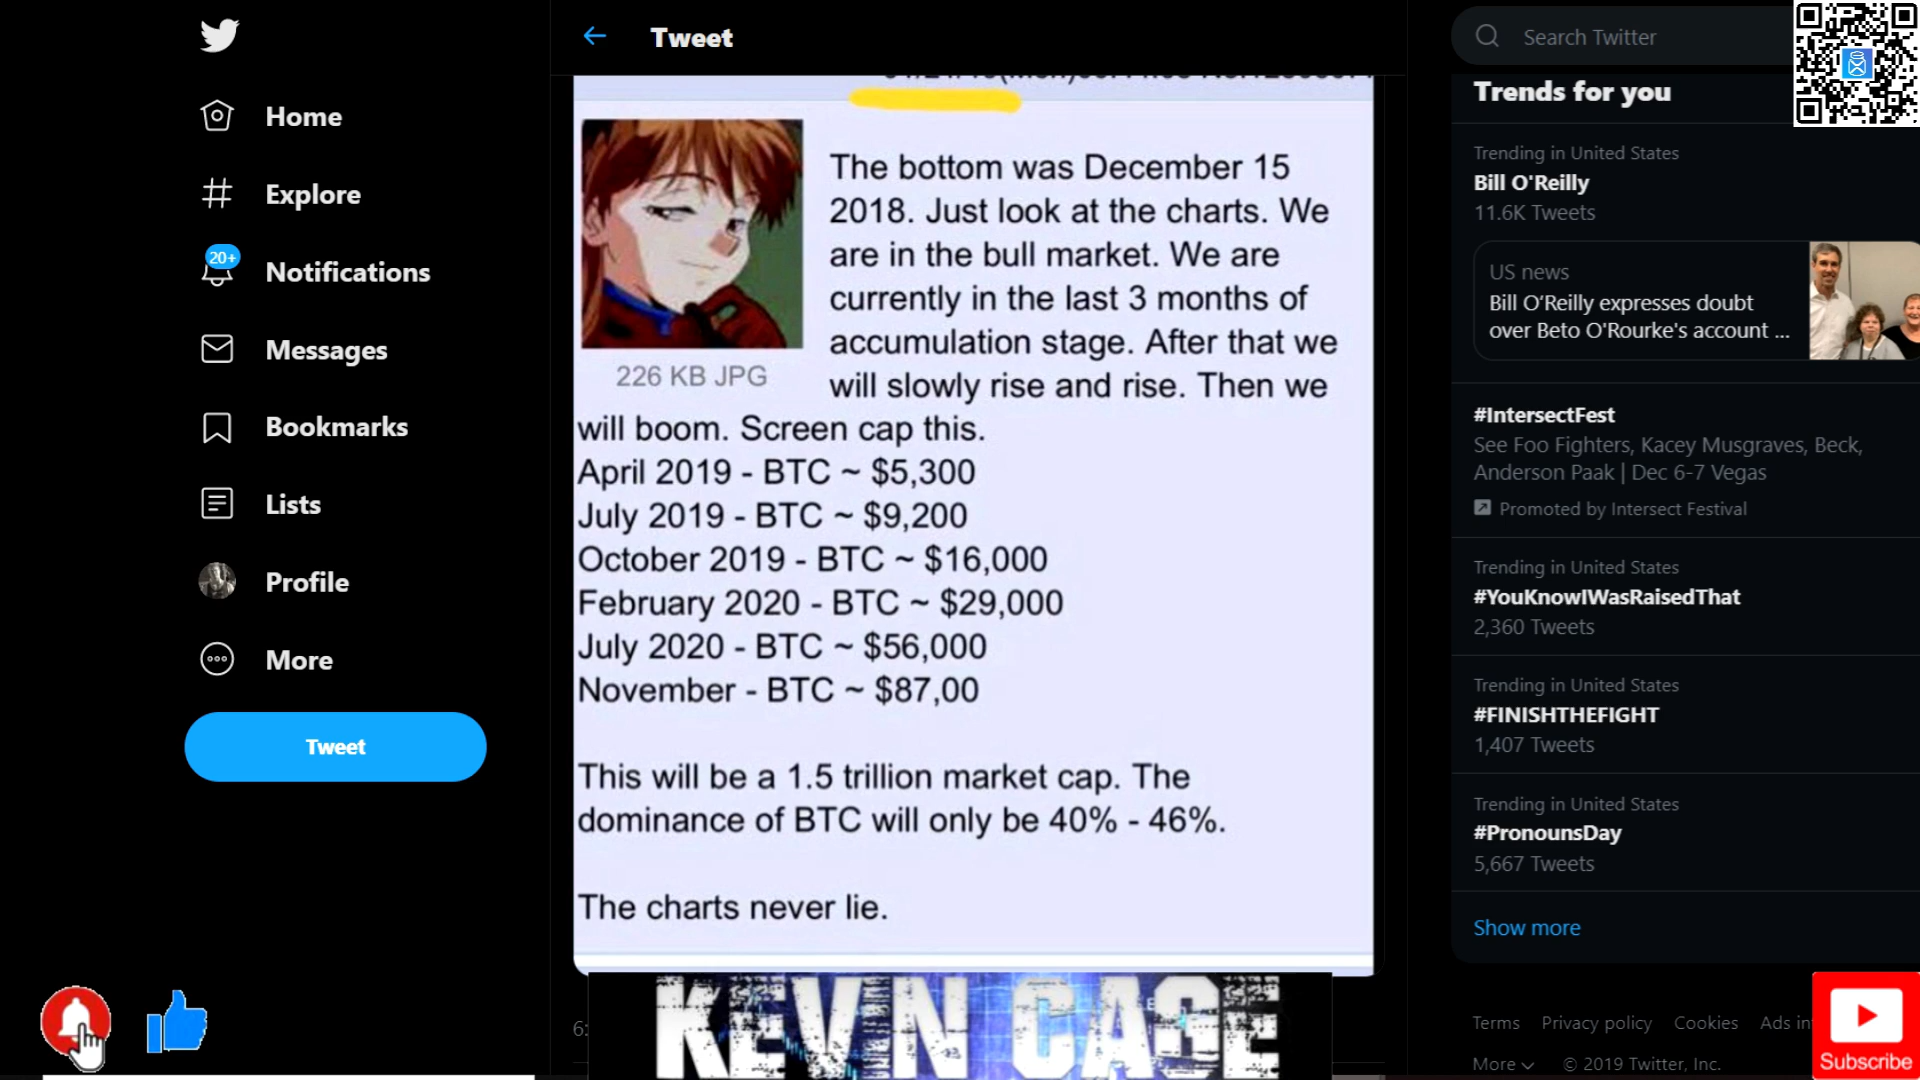 Tweet
Search Twitter
Home
Explore
20+
Notifications
Messages
Bookmarks
Lists
Profile
More
Tweet
The bottom was December 15
2018. Just look at the charts. We
are in the bull market. We are
currently in the last 3 months of
accumulation stage. After that we
will slowly rise and rise. Then we
226 KB JPG
will boom. Screen cap this.
April 2019 - BTC ~ $5,300
July 2019 - BTC ~ $9,200
October 2019 - BTC ~ $16,000
February 2020 - BTC ~ $29,000
July 2020 - BTC ~ $56,000
November - BTC ~ $87,00
This will be a 1.5 trillion market cap. The
dominance of BTC will only be 40% - 46%.
The charts never lie.
6:
KEVIN CAGE
Trends for you
Trending in United States
Bill O'Reilly
11.6K Tweets
US news
Bill O'Reilly expresses doubt
over Beto O'Rourke's account ...
#IntersectFest
See Foo Fighters, Kacey Musgraves, Beck,
Anderson Paak | Dec 6-7 Vegas
Promoted by Intersect Festival
Trending in United States
#YouKnowIWasRaisedThat
2,360 Tweets
Trending in United States
#FINISHTHEFIGHT
1,407 Tweets
Trending in United States
#PronounsDay
5,667 Tweets
Show more
Terms Privacy policy Cookies Ads in
More © 2019 Twitter, Inc.
Subscribe